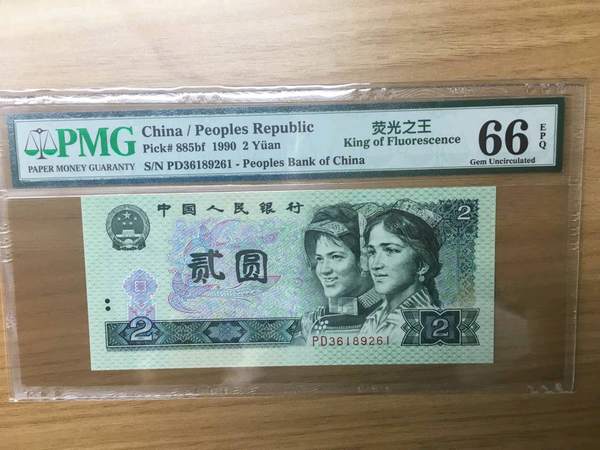 PMG
PAPER MONEY GUARANTY
China / Peoples Republic
Pick# 885bf 1990 2 Yüan
S/N PD36189261 - Peoples Bank of China
荧光之王
King of Fluorescence
66 EPQ
Gem Uncirculated
中国人民银行
2
贰圆
2
PD36189261
2